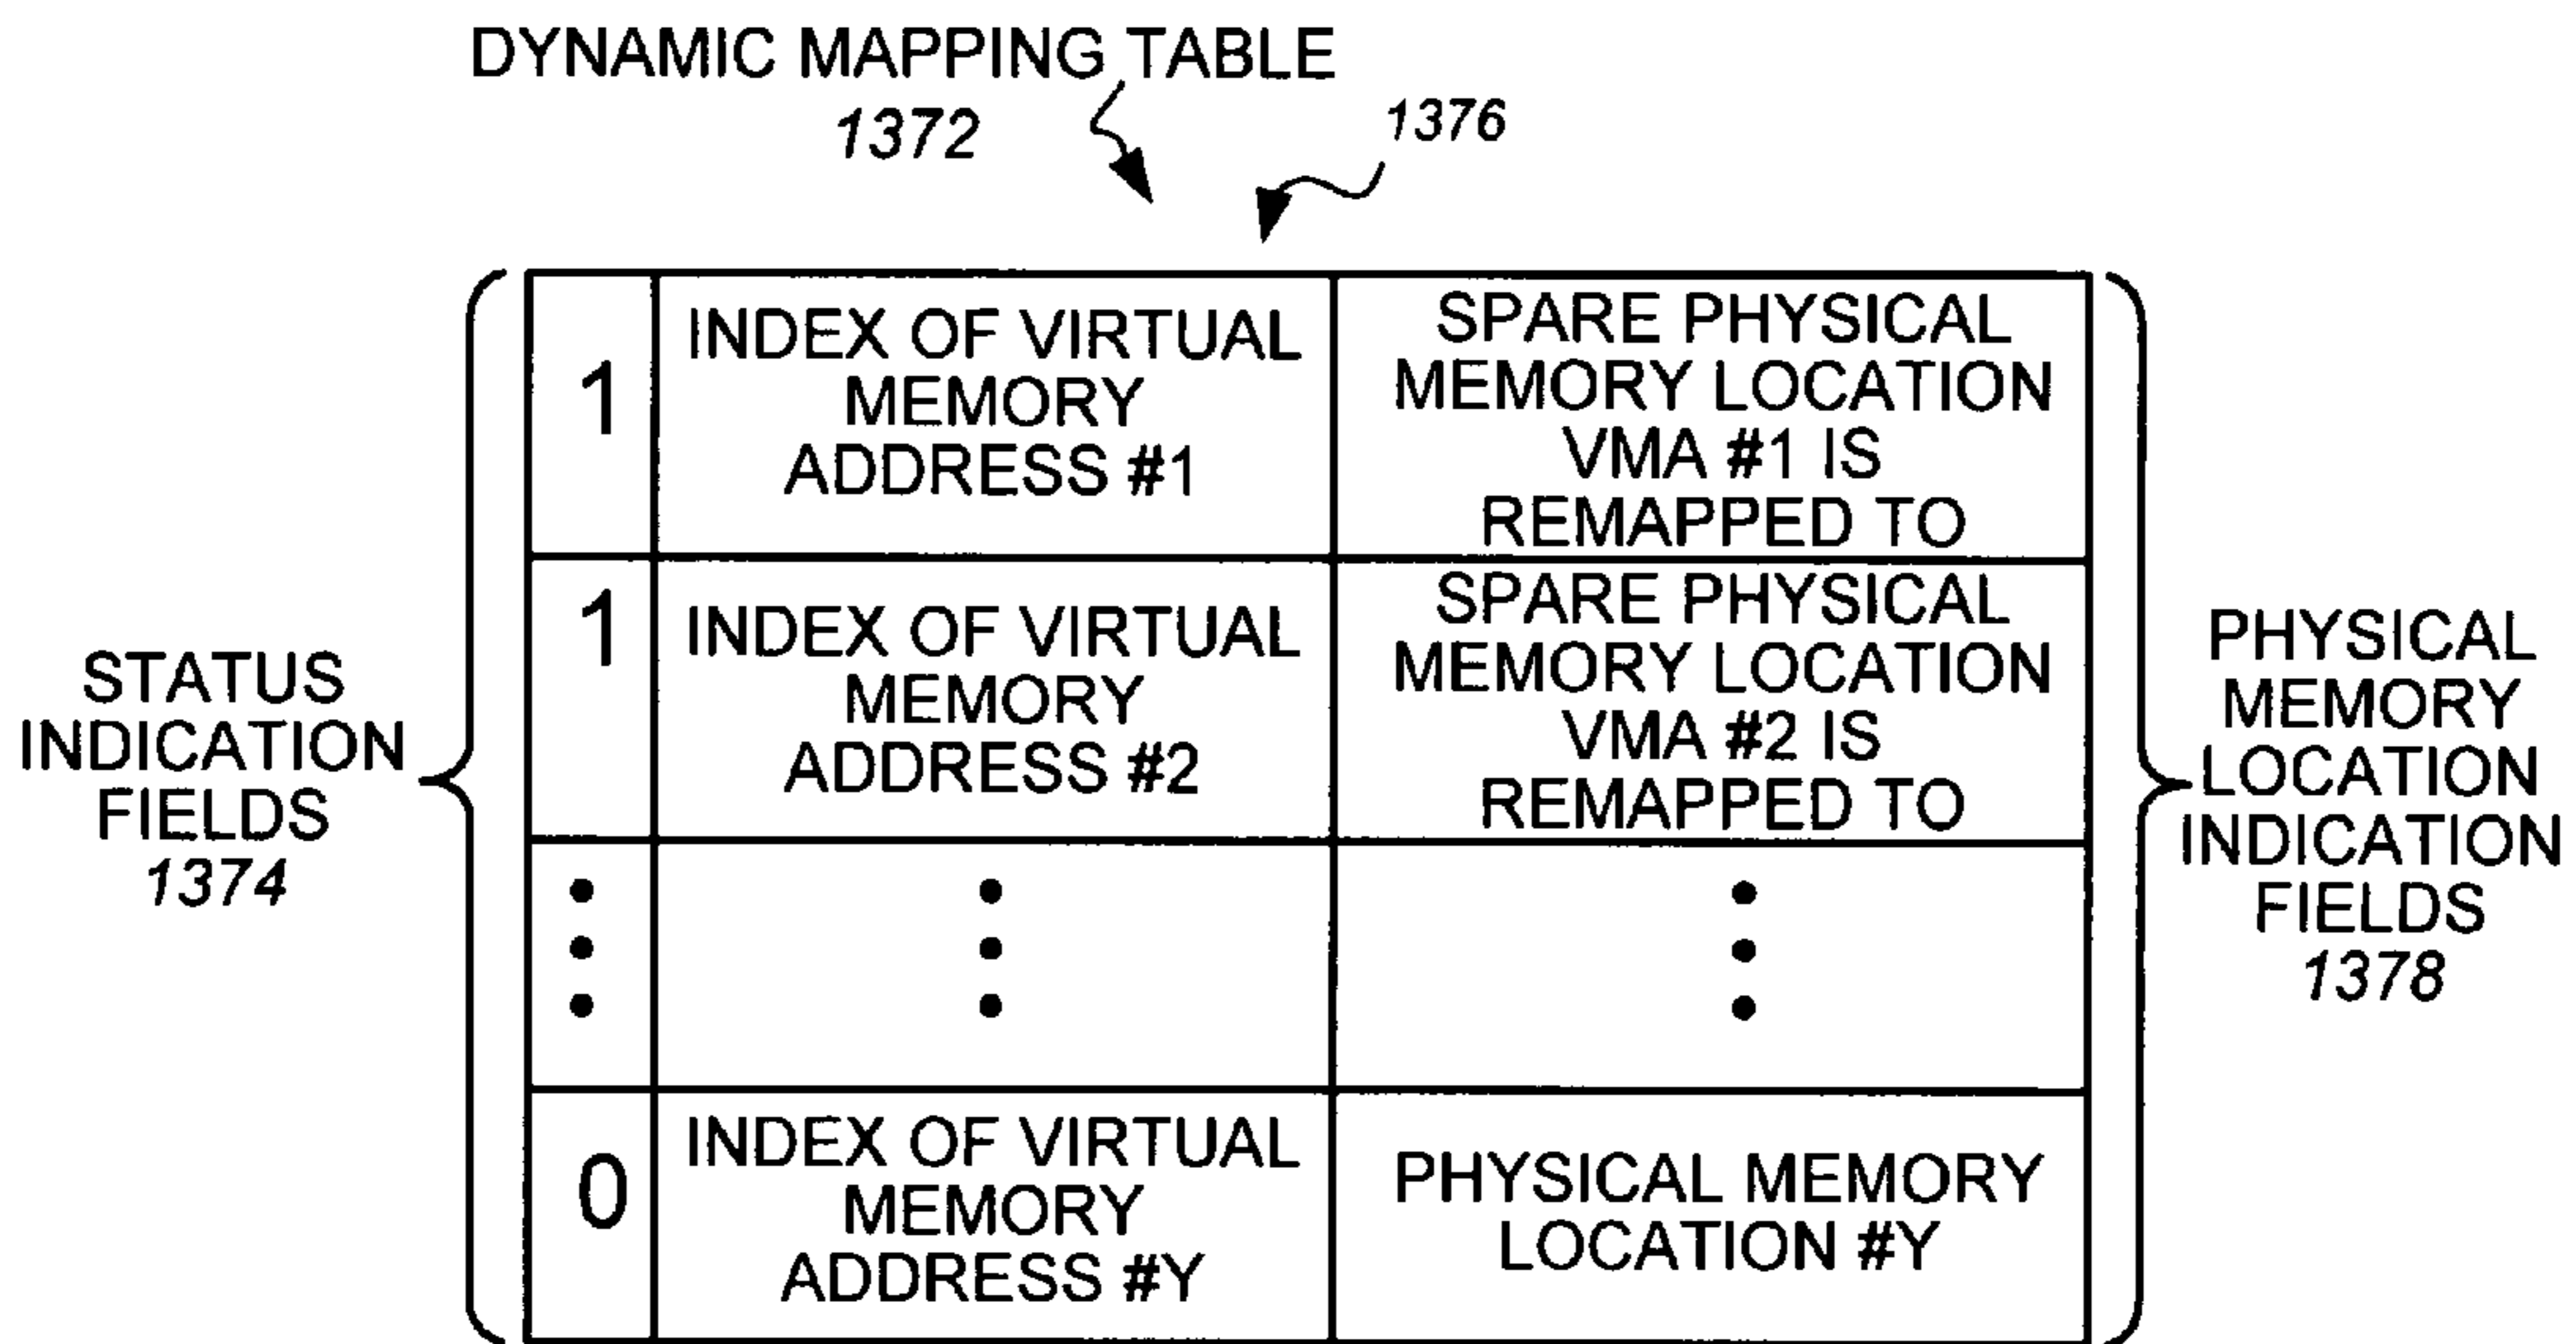 DYNAMIC MAPPING TABLE
1372
1376
1
INDEX OF VIRTUAL
MEMORY
ADDRESS #1
SPARE PHYSICAL
MEMORY LOCATION
VMA #1 IS
REMAPPED TO
1
INDEX OF VIRTUAL
MEMORY
ADDRESS #2
SPARE PHYSICAL
MEMORY LOCATION
VMA #2 IS
REMAPPED TO
0
INDEX OF VIRTUAL
MEMORY
ADDRESS #Y
PHYSICAL MEMORY
LOCATION #Y
STATUS
INDICATION
FIELDS
1374
PHYSICAL
MEMORY
LOCATION
INDICATION
FIELDS
1378